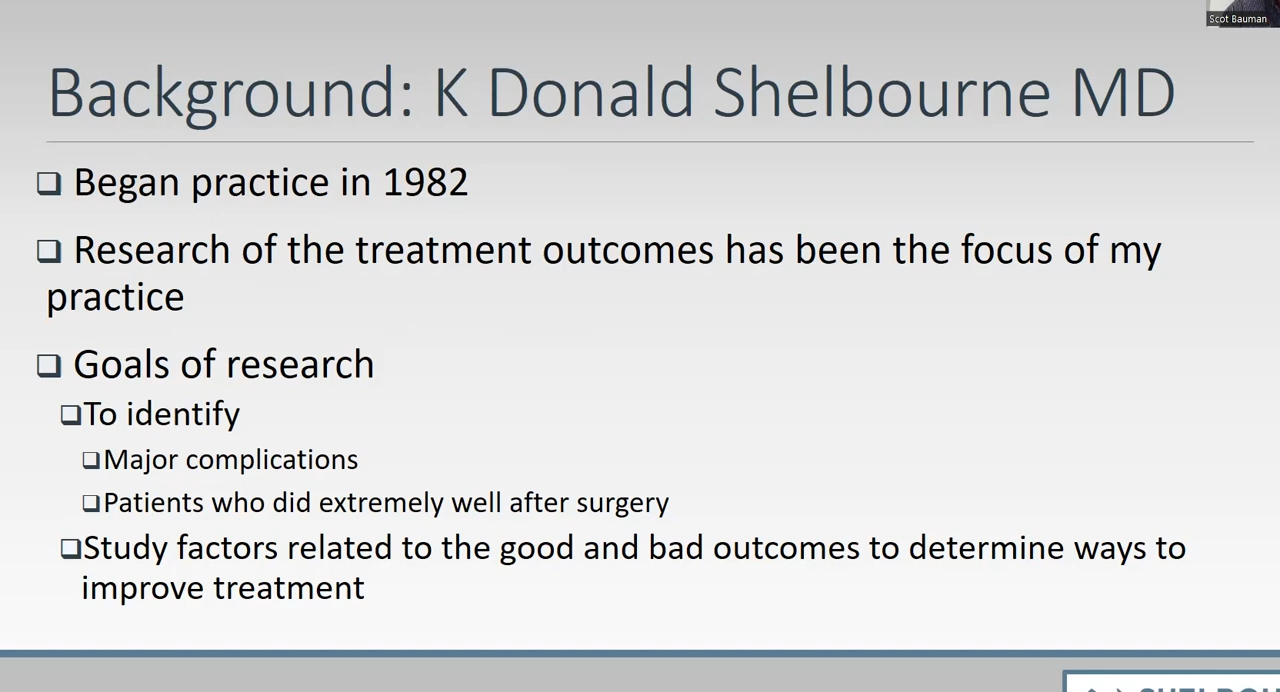 Scot Bauman
Background: K Donald Shelbourne MD
❑ Began practice in 1982
❑ Research of the treatment outcomes has been the focus of my
practice
❑ Goals of research
❑To identify
❑Major complications
❑Patients who did extremely well after surgery
❑Study factors related to the good and bad outcomes to determine ways to
improve treatment